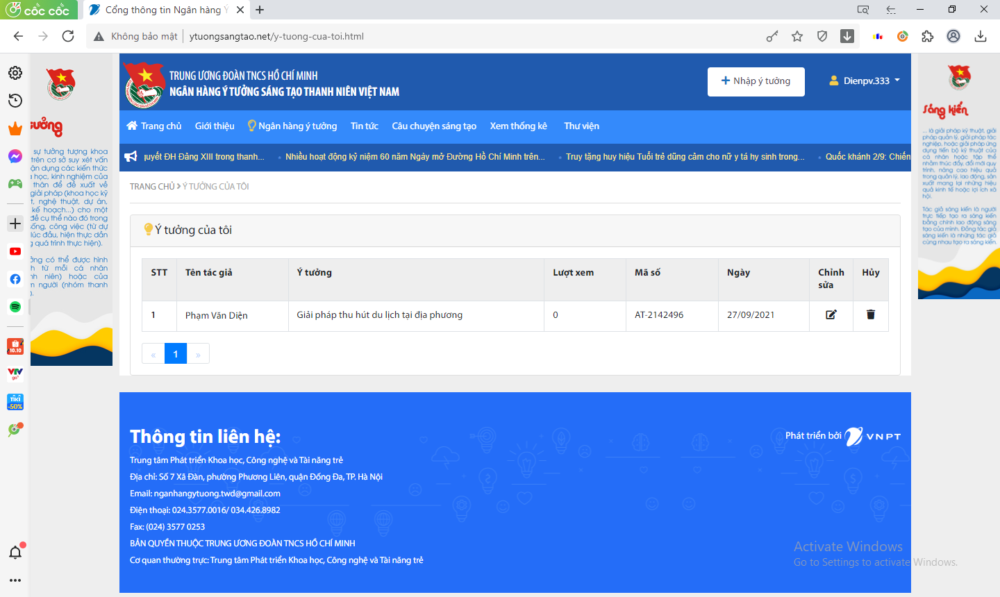 cốc cốc
Cổng thông tin Ngân hàng Ý
Không bảo mật
ytuongsangtao.net/y-tuong-cua-toi.html
ưởng
sự tưởng tượng khoa
trên cơ sở suy xét vấn
dụng các kiến thức
học, kinh nghiệm của
thân để đề xuất về
giải pháp (khoa học kỹ
nghệ thuật, dự án,
kế hoạch...) cho một
đề cụ thể nào đó trong
công việc (từ dự
lúc đầu, hiện thực dần
quá trình thực hiện).
có thể được hình
từ mỗi cá nhân
niên) hoặc của
người (nhóm thanh
10.10
VTV
go
TIKI
-50%
TRUNG ƯƠNG ĐOÀN TNCS HỒ CHÍ MINH
NGÂN HÀNG Ý TƯỞNG SÁNG TẠO THANH NIÊN VIỆT NAM
Nhập ý tưởng
Dienpv.333
Trang chủ Giới thiệu Ngân hàng ý tưởng Tin tức Câu chuyện sáng tạo Xem thống kê Thư viện
quyết ĐH Đảng XIII trong thanh... Nhiều hoạt động kỷ niệm 60 năm Ngày mở Đường Hồ Chí Minh trên... Truy tặng huy hiệu Tuổi trẻ dũng cảm cho nữ y tá hy sinh trong... Quốc khánh 2/9: Chiến
TRANG CHỦ > Ý TƯỞNG CỦA TÔI
Ý tưởng của tôi
STT Tên tác giả Ý tưởng Lượt xem Mã số Ngày Chỉnh sửa Hủy
1 Phạm Văn Diện Giải pháp thu hút du lịch tại địa phương 0 AT-2142496 27/09/2021
« 1 »
Sáng kiến
... là giải pháp kỹ thuật, giải
pháp quản lý, giải pháp tác
nghiệp, hoặc giải pháp ứng
dụng tiến bộ kỹ thuật của
cá nhân hoặc tập thể
nhằm thúc đẩy, đổi mới quy
trình, nâng cao hiệu quả
trong quản lý, lao động, sản
xuất mang lại những hiệu
quả kinh tế hoặc lợi ích xã
hội.
Tác giả sáng kiến là người
trực tiếp tạo ra sáng kiến
bằng chính lao động sáng
tạo của mình. Đồng tác giả
sáng kiến là những tác giả
cùng nhau tạo ra sáng kiến.
Thông tin liên hệ:
Trung tâm Phát triển Khoa học, Công nghệ và Tài năng trẻ
Địa chỉ: Số 7 Xã Đàn, phường Phương Liên, quận Đống Đa, TP. Hà Nội
Email: nganhangytuong.twd@gmail.com
Điện thoại: 024.3577.0016/ 034.426.8982
Fax: (024) 3577 0253
BẢN QUYỀN THUỘC TRUNG ƯƠNG ĐOÀN TNCS HỒ CHÍ MINH
Cơ quan thường trực: Trung tâm Phát triển Khoa học, Công nghệ và Tài năng trẻ
Phát triển bởi VNPT
Activate Windows
Go to Settings to activate Windows.